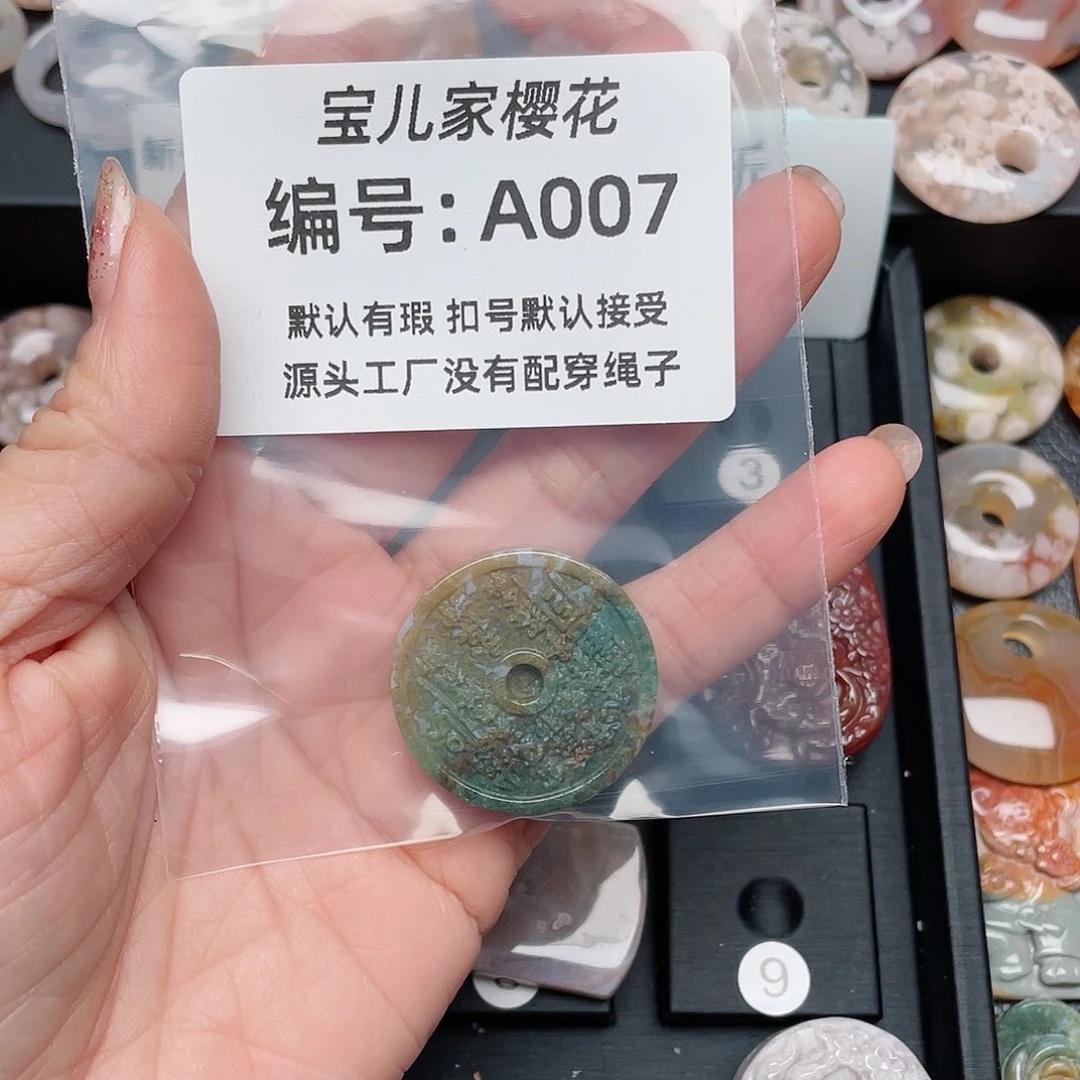 宝儿家樱花
编号：A007
默认有瑕 扣号默认接受
源头工厂没有配穿绳子
3
9